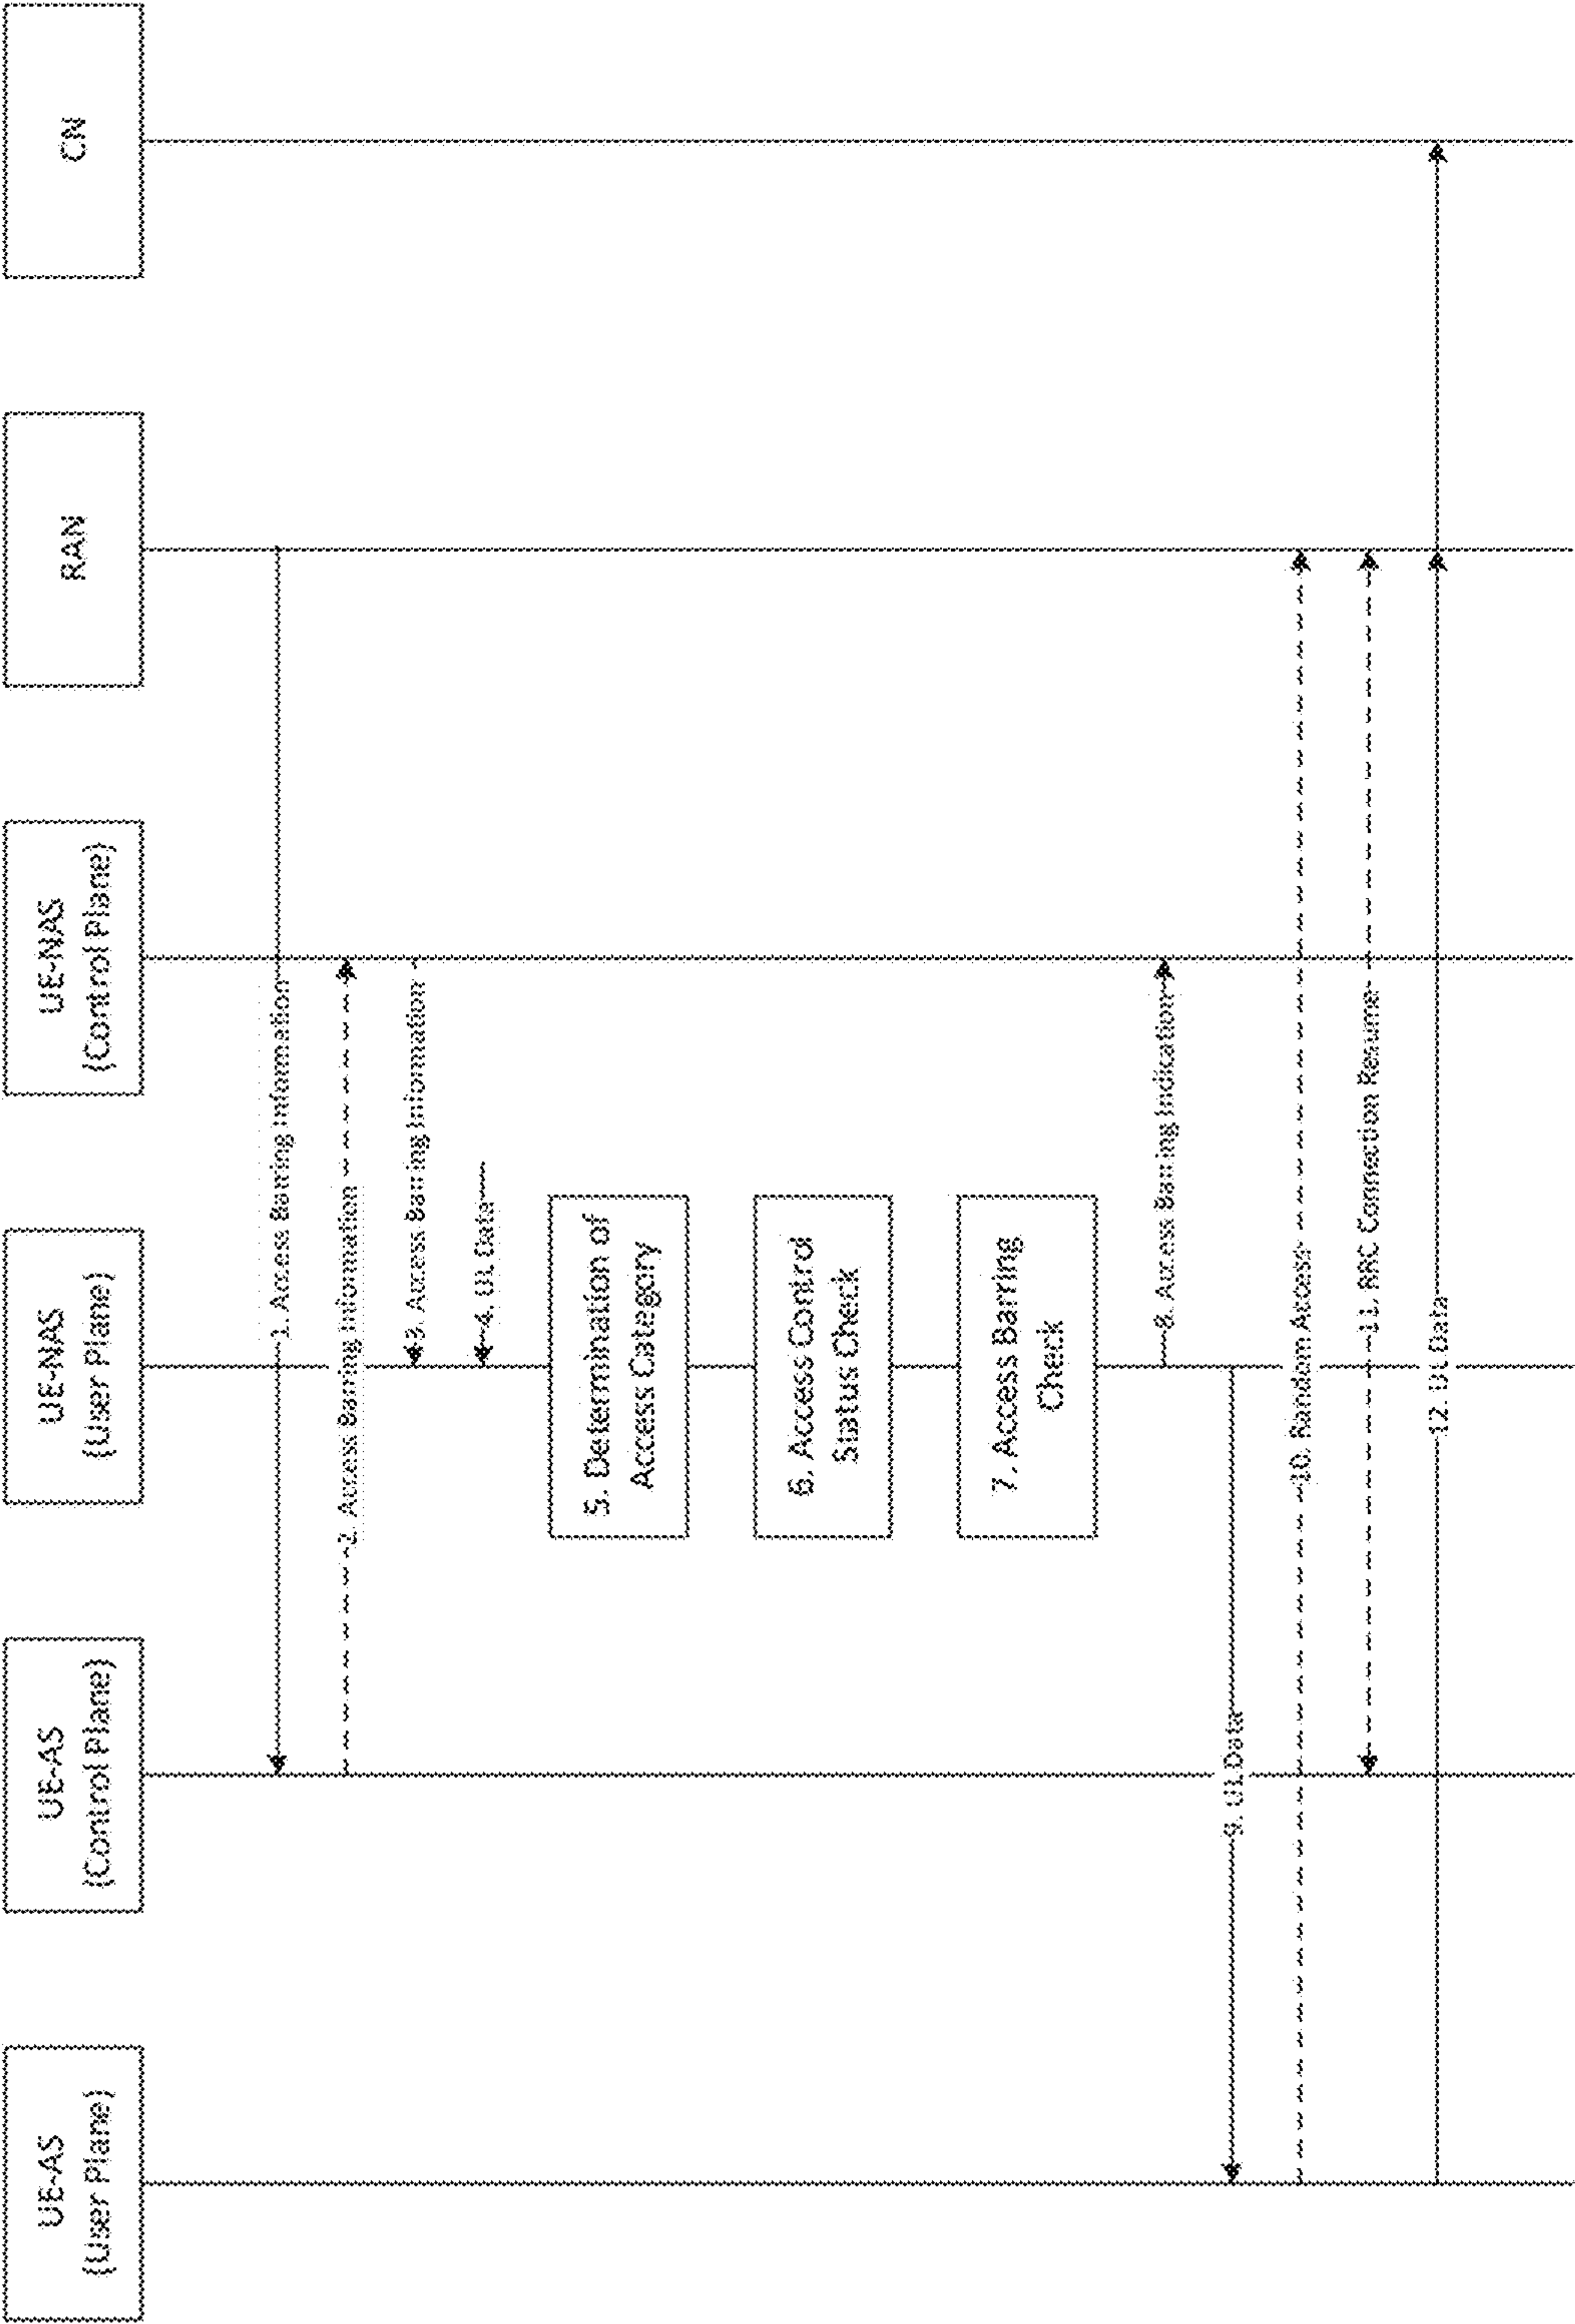 UE-AS
(User Plane)
UE-AS
(Control Plane)
UE-NAS
(User Plane)
UE-NAS
(Control Plane)
RAN
CN
1. Access Barring Information
2. Access Barring Information
3. Access Barring Information
4. UL Data
5. Determination of
Access Category
6. Access Control
Status Check
7. Access Barring
Check
8. Access Barring Indication
9. UL Data
10. Random Access
11. RRC Connection Resume
12. UL Data